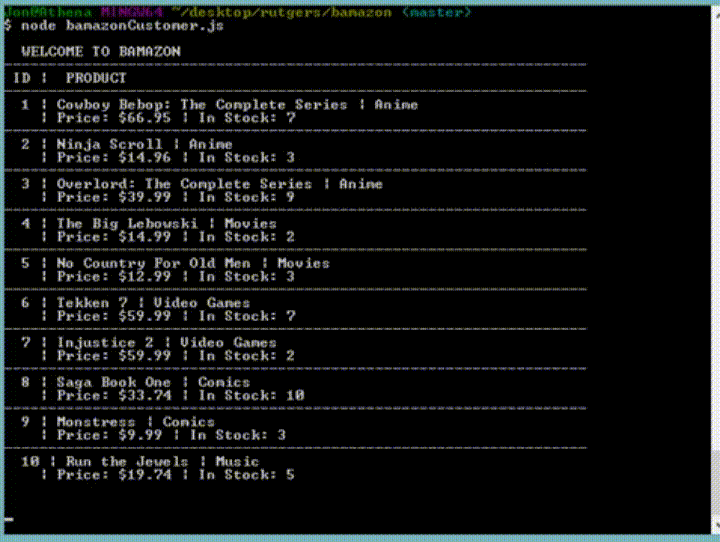 Jon@Athena MINGW64 ~/desktop/rutgers/bamazon (master)
$ node bamazonCustomer.js
WELCOME TO BAMAZON
ID | PRODUCT
1 | Cowboy Bebop: The Complete Series | Anime
| Price: $66.95 | In Stock: 7
2 | Ninja Scroll | Anime
| Price: $14.96 | In Stock: 3
3 | Overlord: The Complete Series | Anime
| Price: $39.99 | In Stock: 9
4 | The Big Lebowski | Movies
| Price: $14.99 | In Stock: 2
5 | No Country For Old Men | Movies
| Price: $12.99 | In Stock: 3
6 | Tekken 7 | Video Games
| Price: $59.99 | In Stock: 7
7 | Injustice 2 | Video Games
| Price: $59.99 | In Stock: 2
8 | Saga Book One | Comics
| Price: $33.74 | In Stock: 10
9 | Monstress | Comics
| Price: $9.99 | In Stock: 3
10 | Run the Jewels | Music
| Price: $19.74 | In Stock: 5